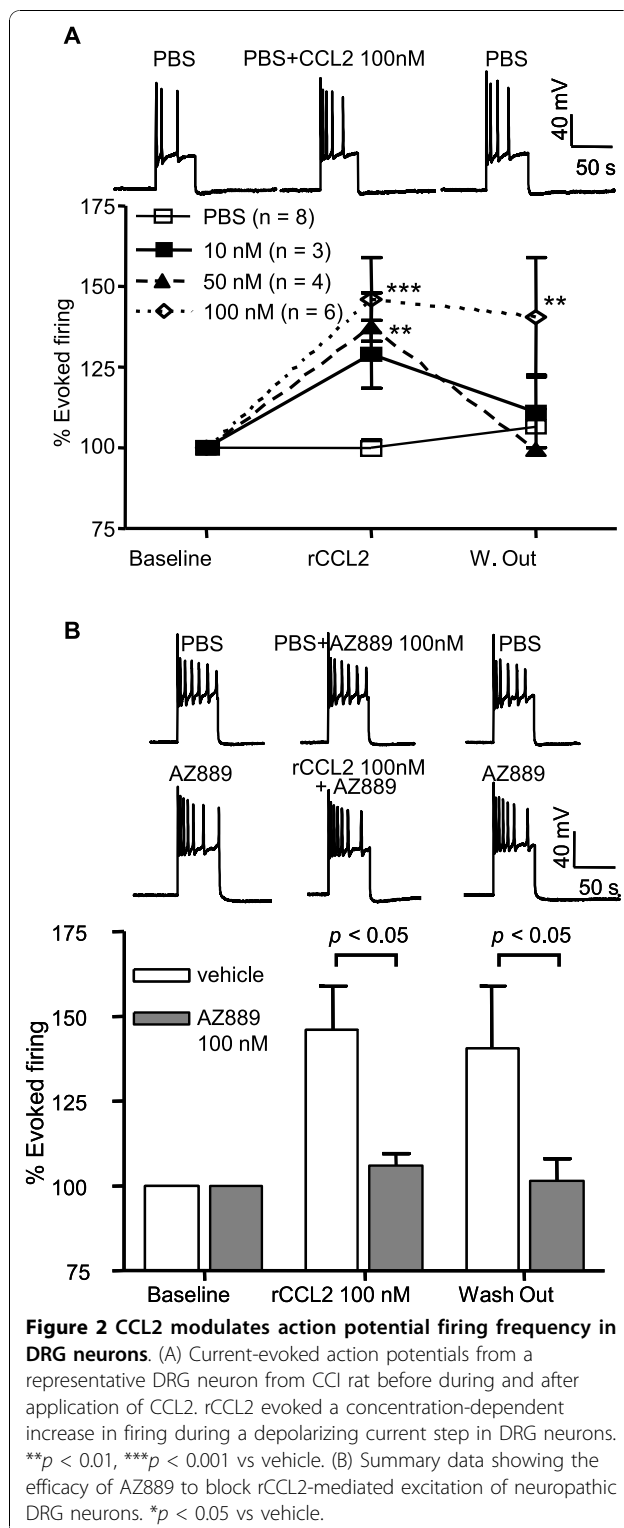 A
PBS PBS+CCL2 100nM PBS
40 mV
50 s
175
150
125
100
75
% Evoked firing
PBS (n = 8)
10 nM (n = 3)
50 nM (n = 4)
100 nM (n = 6)
***
**
**
Baseline rCCL2 W. Out
B
PBS PBS+AZ889 100nM PBS
AZ889 rCCL2 100nM + AZ889 AZ889
40 mV
50 s
175
150
125
100
75
% Evoked firing
vehicle
AZ889
100 nM
p < 0.05 p < 0.05
Baseline rCCL2 100 nM Wash Out
Figure 2 CCL2 modulates action potential firing frequency in
DRG neurons. (A) Current-evoked action potentials from a
representative DRG neuron from CCI rat before during and after
application of CCL2. rCCL2 evoked a concentration-dependent
increase in firing during a depolarizing current step in DRG neurons.
**p < 0.01, ***p < 0.001 vs vehicle. (B) Summary data showing the
efficacy of AZ889 to block rCCL2-mediated excitation of neuropathic
DRG neurons. *p < 0.05 vs vehicle.